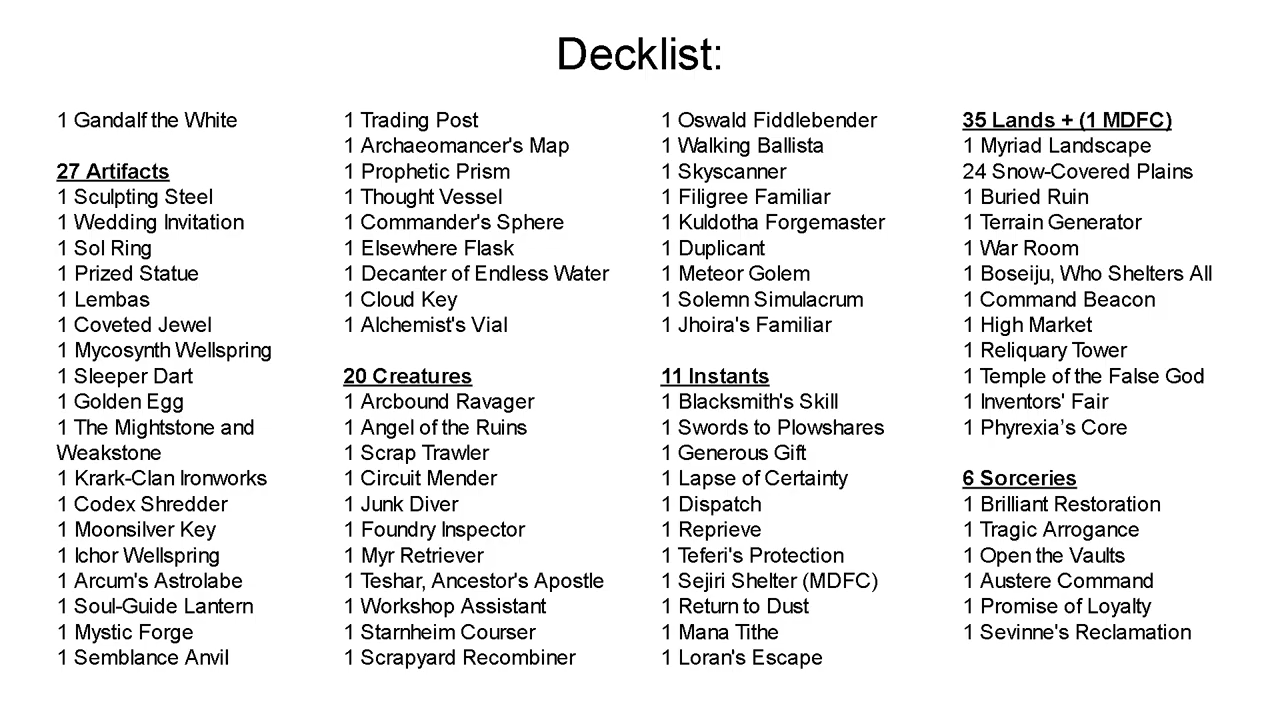 Decklist:
1 Gandalf the White
27 Artifacts
1 Sculpting Steel
1 Wedding Invitation
1 Sol Ring
1 Prized Statue
1 Lembas
1 Coveted Jewel
1 Mycosynth Wellspring
1 Sleeper Dart
1 Golden Egg
1 The Mightstone and
Weakstone
1 Krark-Clan Ironworks
1 Codex Shredder
1 Moonsilver Key
1 Ichor Wellspring
1 Arcum's Astrolabe
1 Soul-Guide Lantern
1 Mystic Forge
1 Semblance Anvil
1 Trading Post
1 Archaeomancer's Map
1 Prophetic Prism
1 Thought Vessel
1 Commander's Sphere
1 Elsewhere Flask
1 Decanter of Endless Water
1 Cloud Key
1 Alchemist's Vial
20 Creatures
1 Arcbound Ravager
1 Angel of the Ruins
1 Scrap Trawler
1 Circuit Mender
1 Junk Diver
1 Foundry Inspector
1 Myr Retriever
1 Teshar, Ancestor's Apostle
1 Workshop Assistant
1 Starnheim Courser
1 Scrapyard Recombiner
1 Oswald Fiddlebender
1 Walking Ballista
1 Skyscanner
1 Filigree Familiar
1 Kuldotha Forgemaster
1 Duplicant
1 Meteor Golem
1 Solemn Simulacrum
1 Jhoira's Familiar
11 Instants
1 Blacksmith's Skill
1 Swords to Plowshares
1 Generous Gift
1 Lapse of Certainty
1 Dispatch
1 Reprieve
1 Teferi's Protection
1 Sejiri Shelter (MDFC)
1 Return to Dust
1 Mana Tithe
1 Loran's Escape
35 Lands + (1 MDFC)
1 Myriad Landscape
24 Snow-Covered Plains
1 Buried Ruin
1 Terrain Generator
1 War Room
1 Boseiju, Who Shelters All
1 Command Beacon
1 High Market
1 Reliquary Tower
1 Temple of the False God
1 Inventors' Fair
1 Phyrexia’s Core
6 Sorceries
1 Brilliant Restoration
1 Tragic Arrogance
1 Open the Vaults
1 Austere Command
1 Promise of Loyalty
1 Sevinne's Reclamation